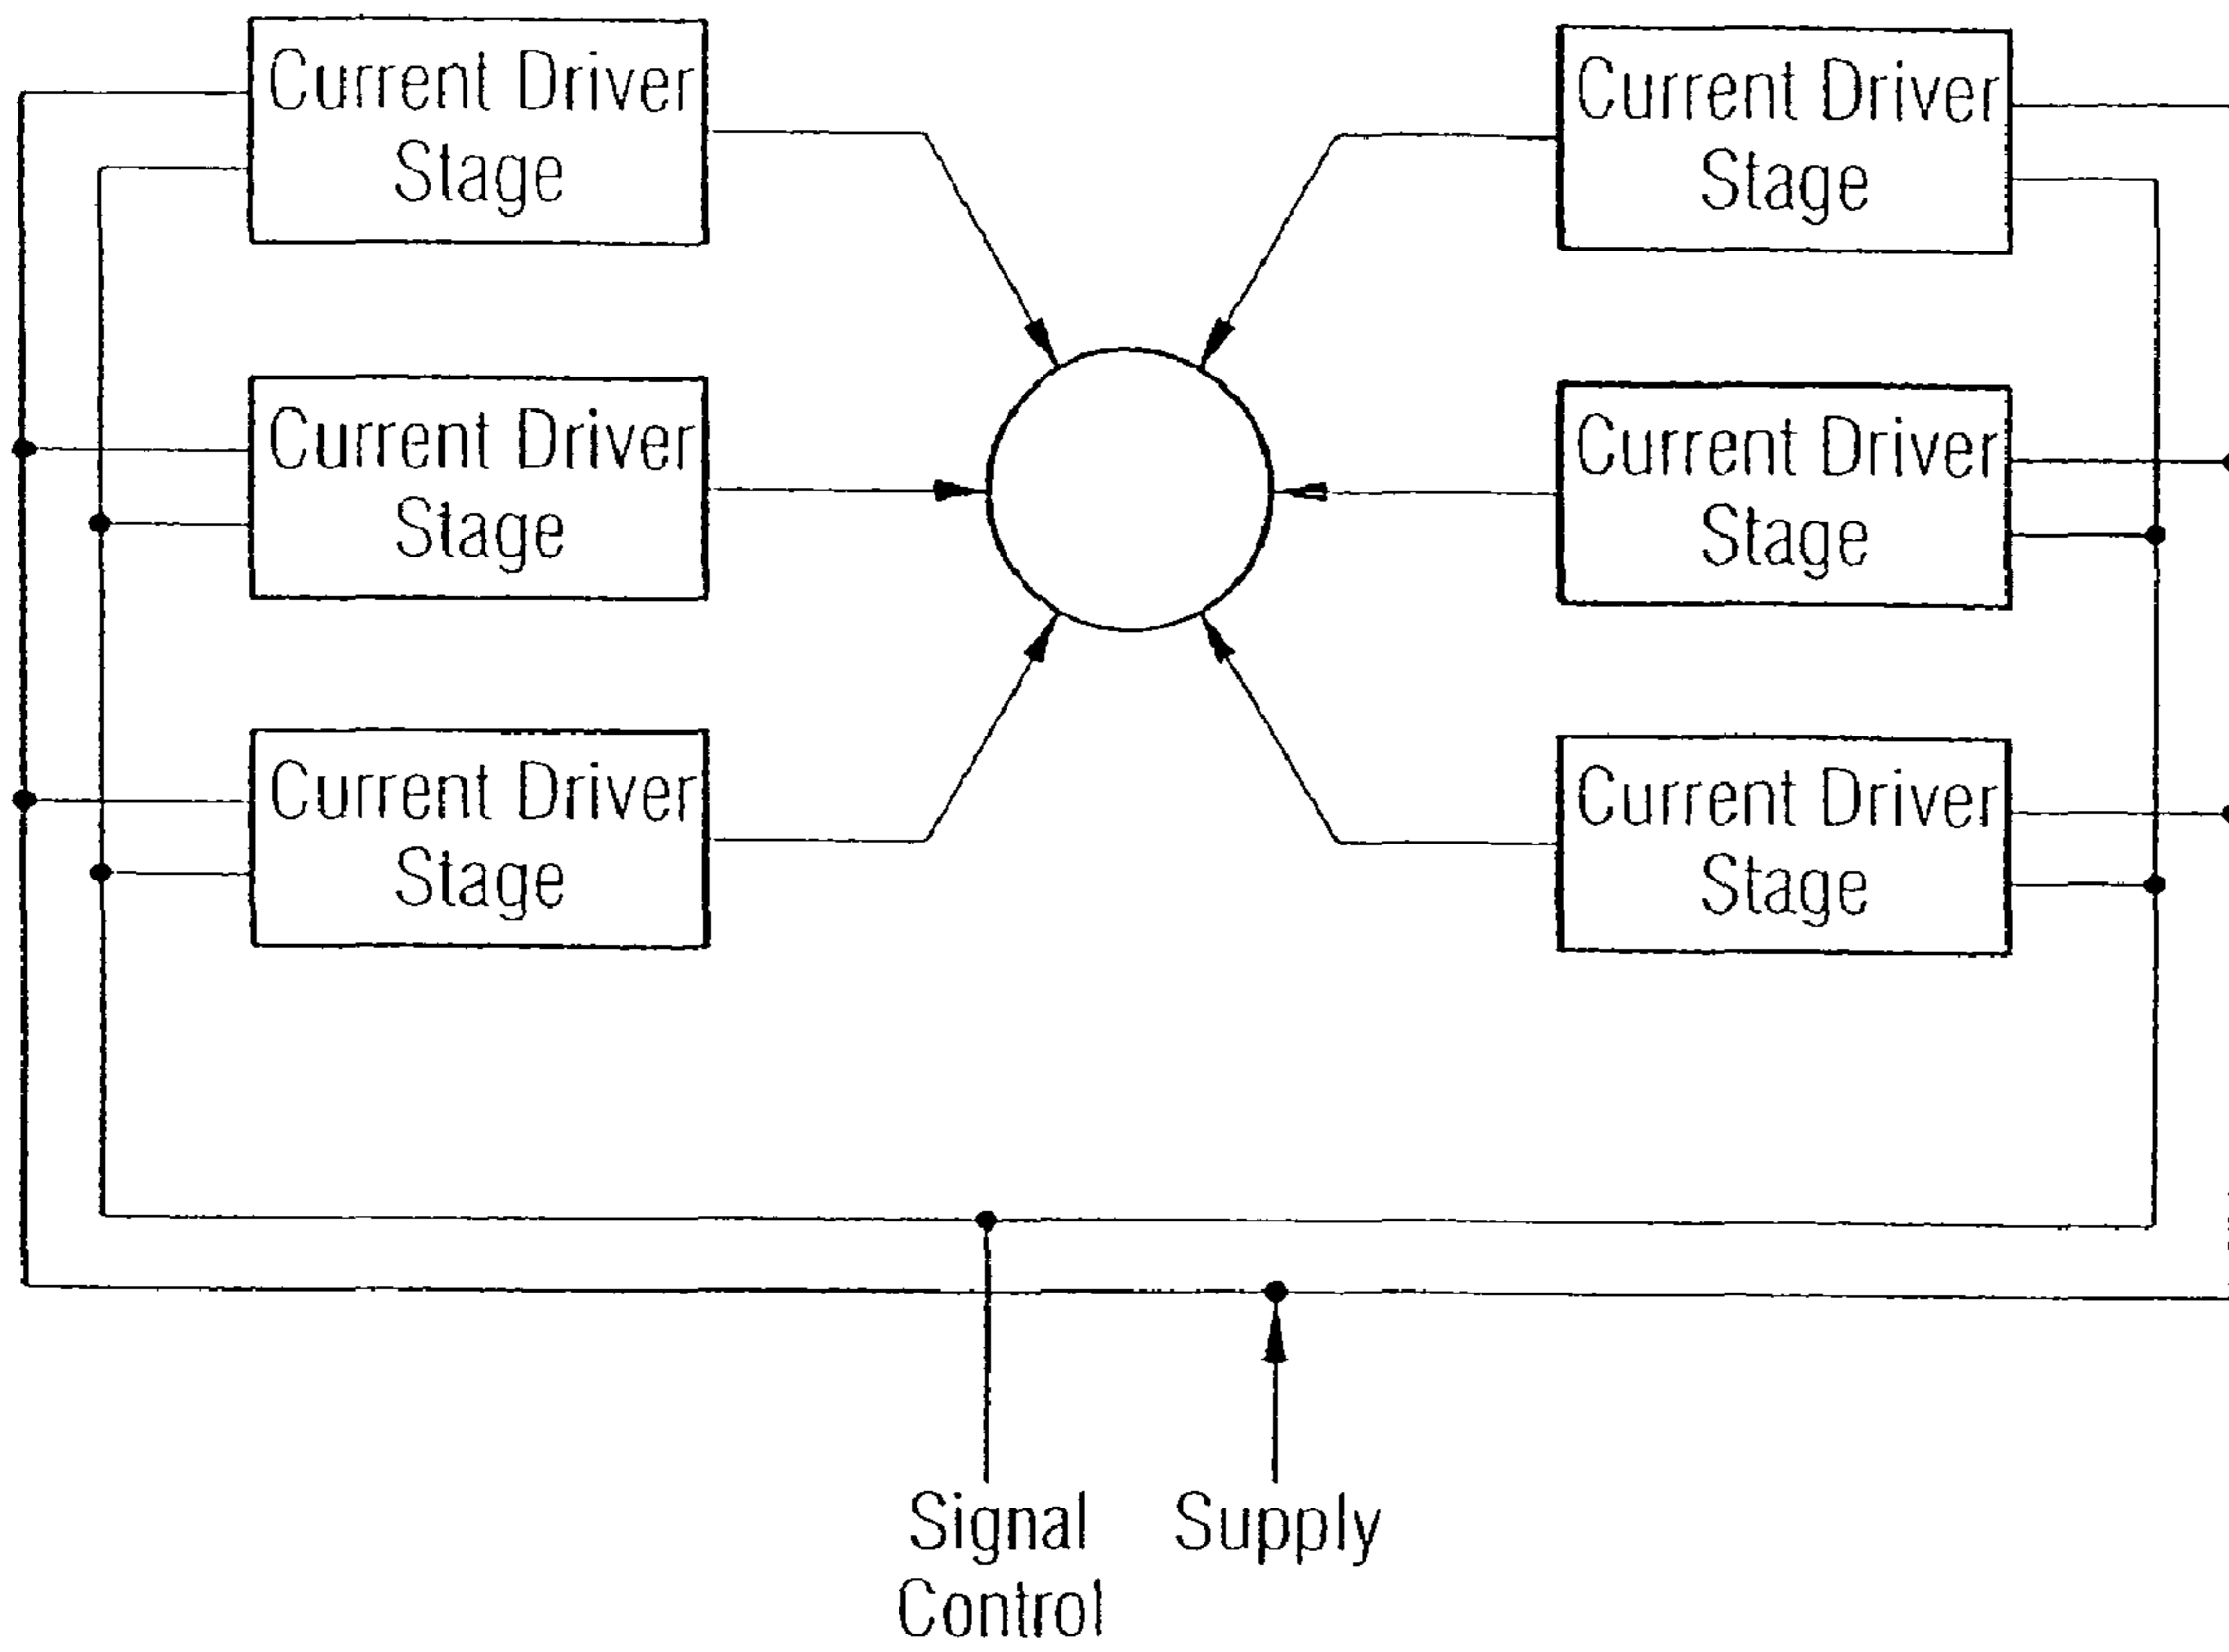 Current Driver
Stage
Current Driver
Stage
Current Driver
Stage
Current Driver
Stage
Current Driver
Stage
Current Driver
Stage
Signal
Control
Supply